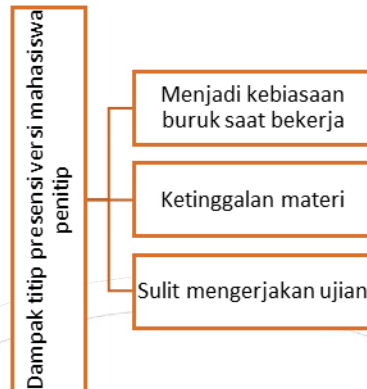 Dampak titip presensi versi mahasiswa
penitip
Menjadi kebiasaan
buruk saat bekerja
Ketinggalan materi
Sulit mengerjakan ujian